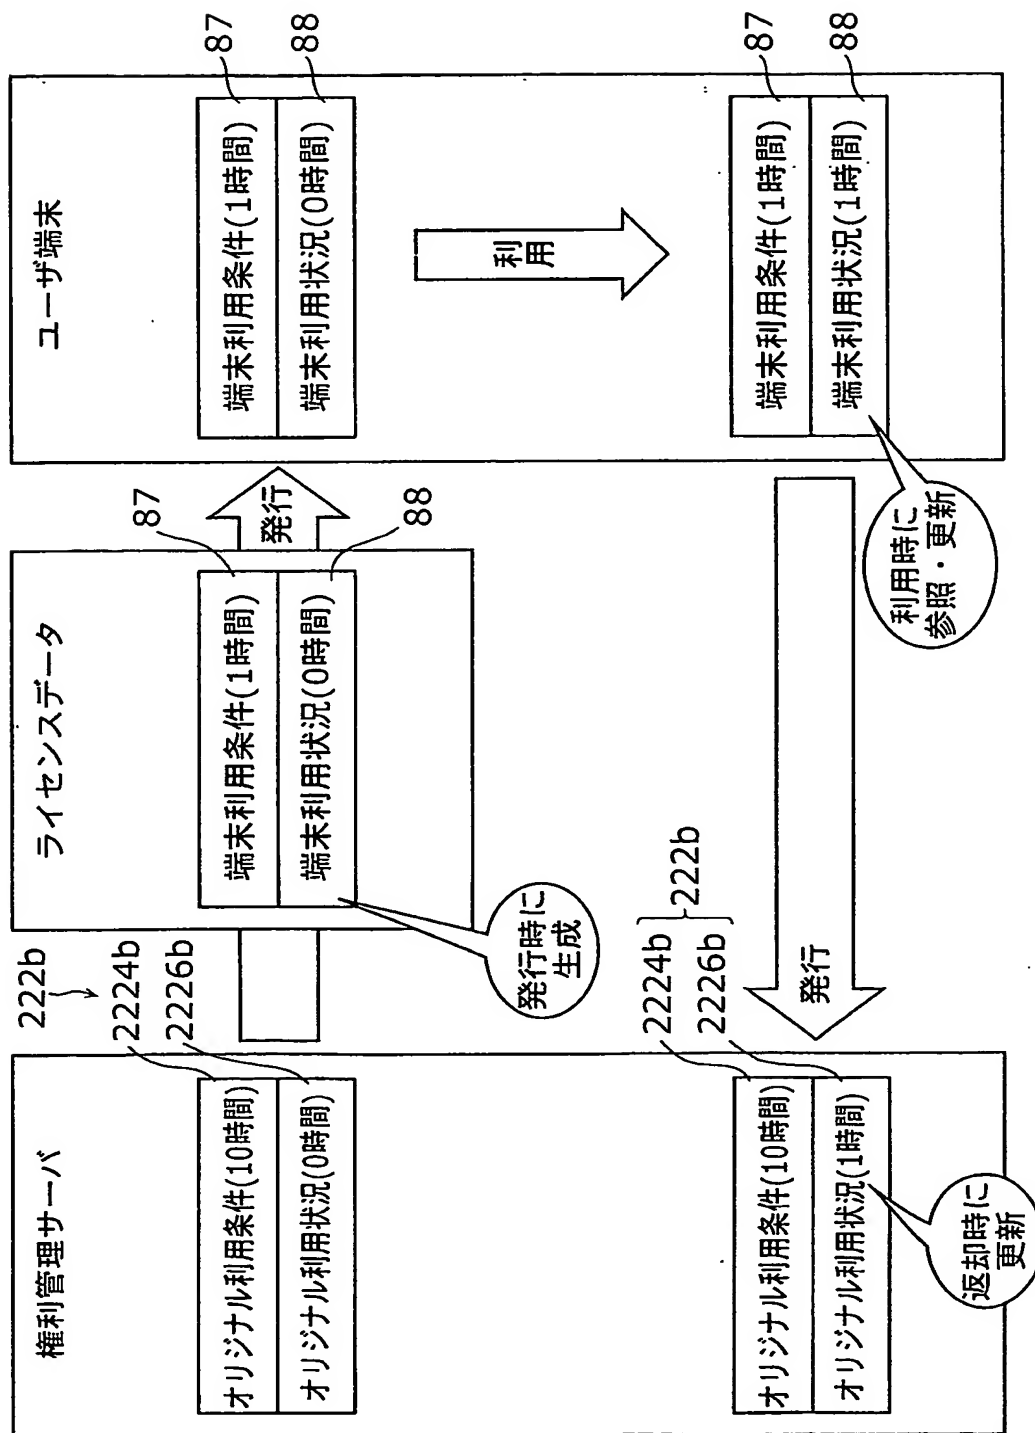 権利管理サーバ
オリジナル利用条件(10時間)
オリジナル利用状況(0時間)
222b
2224b
2226b
ライセンスデータ
端末利用条件(1時間)
端末利用状況(0時間)
87
88
発行時に
生成
発行
ユーザ端末
端末利用条件(1時間)
端末利用状況(0時間)
87
88
利用
端末利用条件(1時間)
端末利用状況(1時間)
87
88
利用時に
参照・更新
発行
オリジナル利用条件(10時間)
オリジナル利用状況(1時間)
2224b
2226b
222b
返却時に
更新